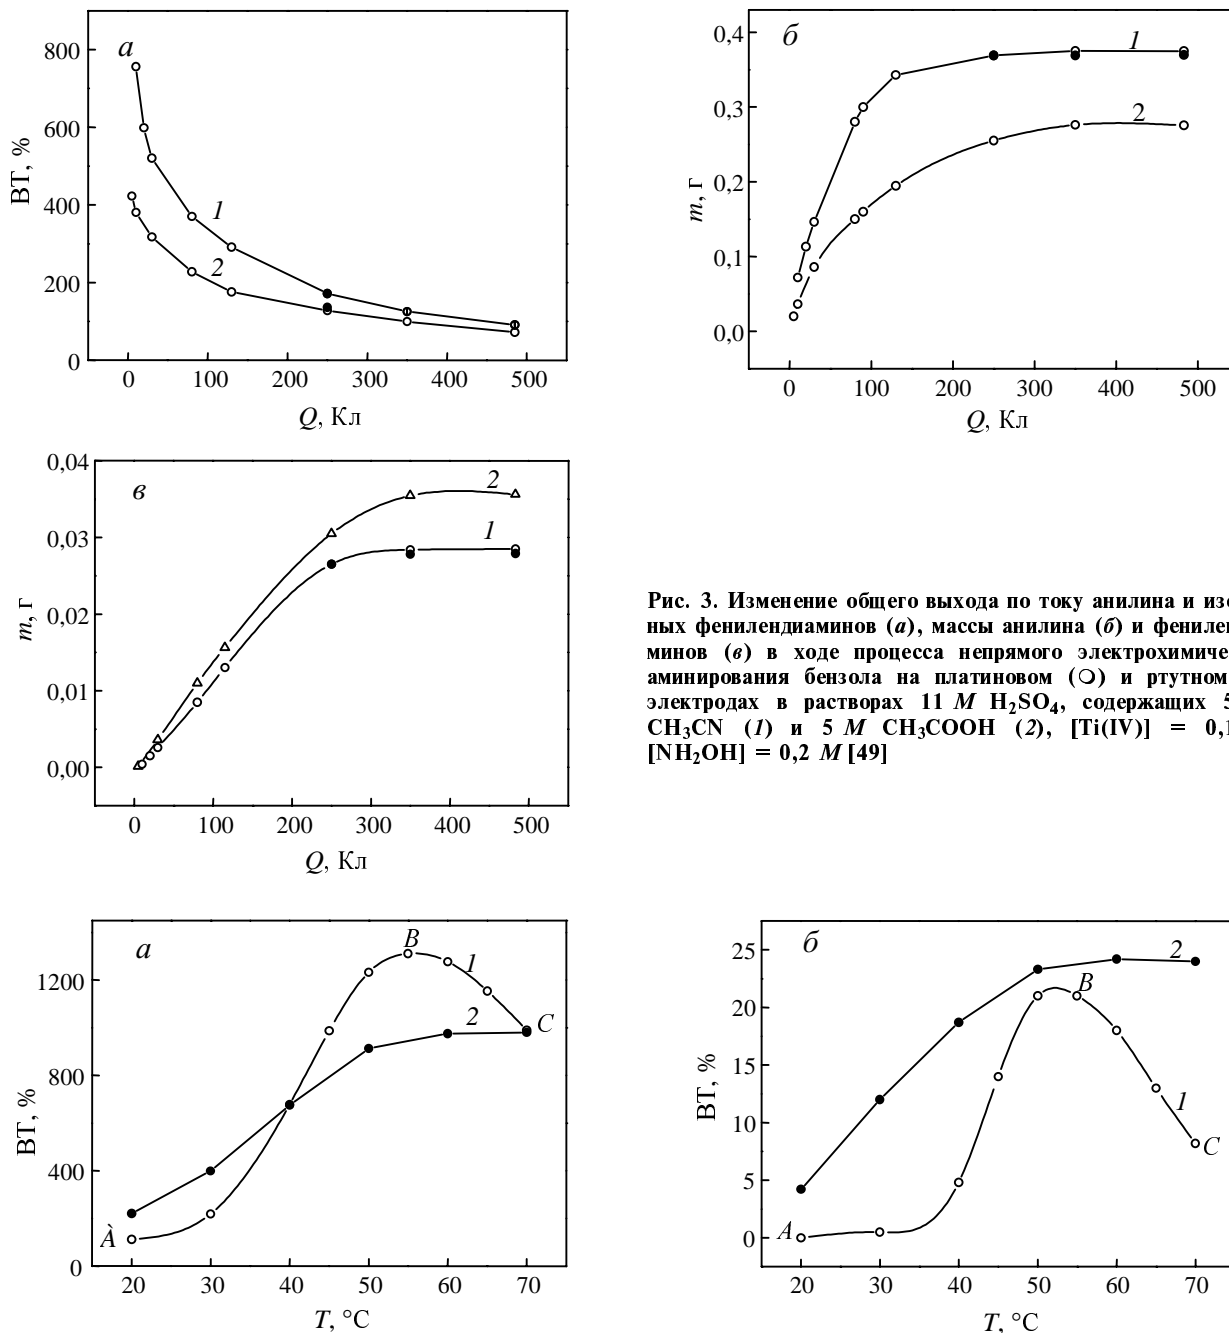 а
800
600
400
200
0
ВТ, %
1
2
0 100 200 300 400 500
Q, Кл
б
0,4
0,3
0,2
0,1
0,0
m, г
1
2
0 100 200 300 400 500
Q, Кл
в
0,04
0,03
0,02
0,01
0,00
m, г
2
1
0 100 200 300 400 500
Q, Кл
Рис. 3. Изменение общего выхода по току анилина и изо
ных фенилендиаминов (а), массы анилина (б) и фенилен
минов (в) в ходе процесса непрямого электрохимиче
аминирования бензола на платиновом (○) и ртутном
электродах в растворах 11 М H₂SO₄, содержащих 5
CH₃CN (1) и 5 М CH₃COOH (2), [Ti(IV)] = 0,1
[NH₂OH] = 0,2 М [49]
а
1200
800
400
0
ВТ, %
À
B
1
2
C
20 30 40 50 60 70
T, °C
б
25
20
15
10
5
0
ВТ, %
A
2
B
1
C
20 30 40 50 60 70
T, °C